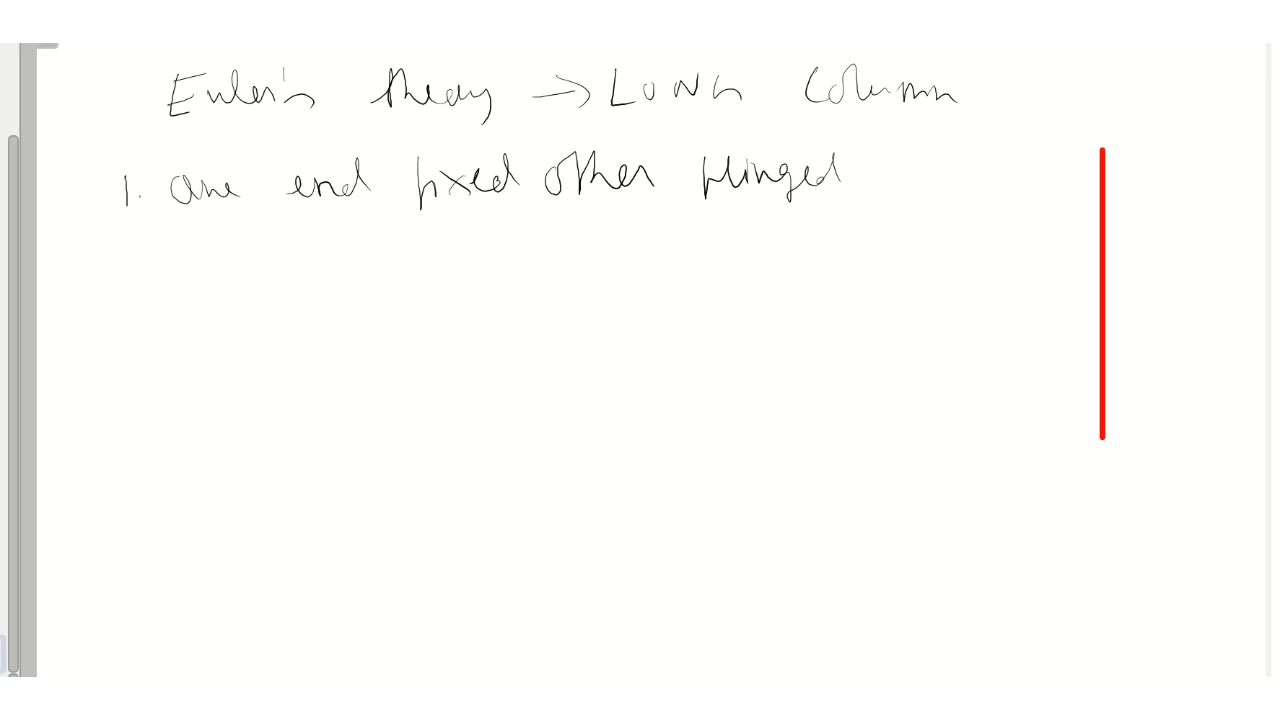 Euler's theory → LONG column
1. one end fixed other hinged